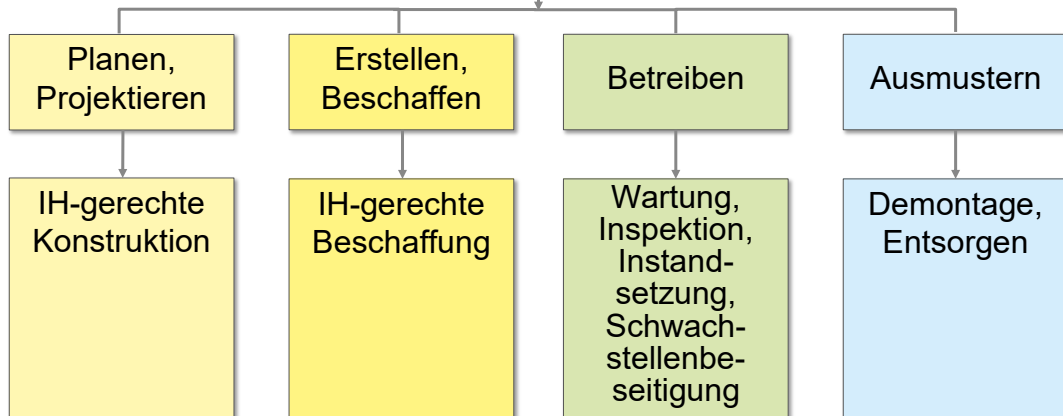 Planen,
Projektieren
Erstellen,
Beschaffen
Betreiben
Ausmustern
IH-gerechte
Konstruktion
IH-gerechte
Beschaffung
Wartung,
Inspektion,
Instand-
setzung,
Schwach-
stellenbe-
seitigung
Demontage,
Entsorgen